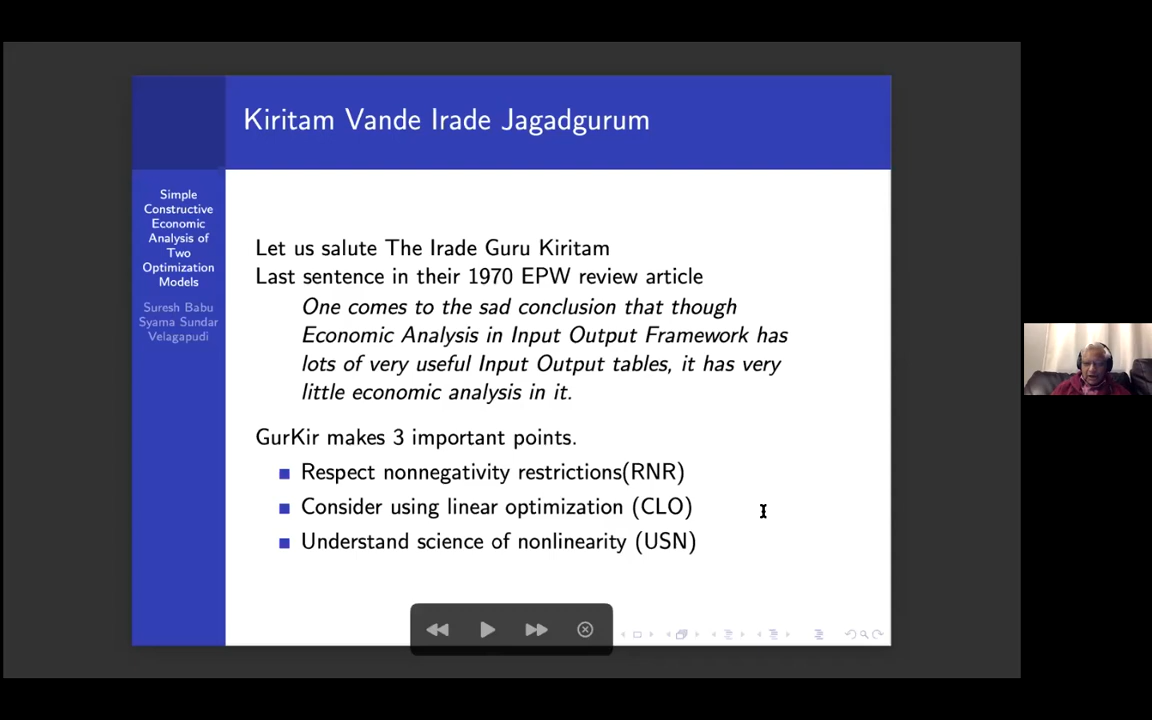 Kiritam Vande Irade Jagadgurum
Simple
Constructive
Economic
Analysis of
Two
Optimization
Models
Suresh Babu
Syama Sundar
Velagapudi
Let us salute The Irade Guru Kiritam
Last sentence in their 1970 EPW review article
One comes to the sad conclusion that though
Economic Analysis in Input Output Framework has
lots of very useful Input Output tables, it has very
little economic analysis in it.
GurKir makes 3 important points.
Respect nonnegativity restrictions(RNR)
Consider using linear optimization (CLO)
Understand science of nonlinearity (USN)